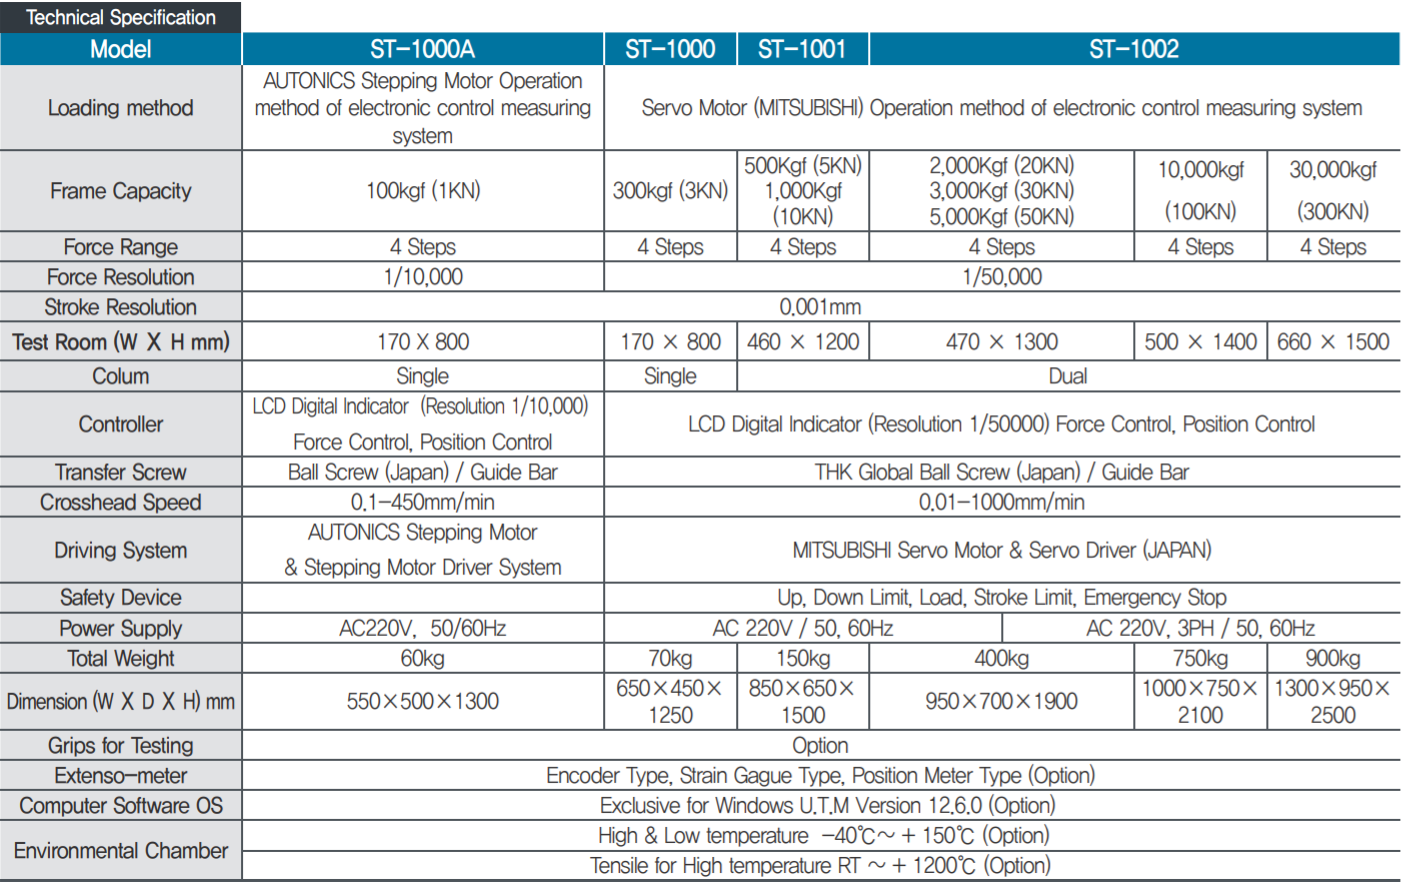 Technical Specification
Model ST-1000A ST-1000 ST-1001 ST-1002
Loading method
AUTONICS Stepping Motor Operation
method of electronic control measuring
system
Servo Motor (MITSUBISHI) Operation method of electronic control measuring system
Frame Capacity
100kgf (1KN)
300kgf (3KN)
500Kgf (5KN)
1,000Kgf
(10KN)
2,000Kgf (20KN)
3,000Kgf (30KN)
5,000Kgf (50KN)
10,000kgf
(100KN)
30,000kgf
(300KN)
Force Range 4 Steps 4 Steps 4 Steps 4 Steps 4 Steps 4 Steps
Force Resolution 1/10,000 1/50,000
Stroke Resolution 0.001mm
Test Room (W X H mm) 170 X 800 170 × 800 460 × 1200 470 × 1300 500 × 1400 660 × 1500
Colum Single Single Dual
Controller
LCD Digital Indicator (Resolution 1/10,000)
Force Control, Position Control
LCD Digital Indicator (Resolution 1/50000) Force Control, Position Control
Transfer Screw Ball Screw (Japan) / Guide Bar THK Global Ball Screw (Japan) / Guide Bar
Crosshead Speed 0.1-450mm/min 0.01-1000mm/min
Driving System
AUTONICS Stepping Motor
& Stepping Motor Driver System
MITSUBISHI Servo Motor & Servo Driver (JAPAN)
Safety Device Up, Down Limit, Load, Stroke Limit, Emergency Stop
Power Supply AC220V, 50/60Hz AC 220V / 50, 60Hz AC 220V, 3PH / 50, 60Hz
Total Weight 60kg 70kg 150kg 400kg 750kg 900kg
Dimension (W X D X H) mm
550×500×1300
650×450×
1250
850×650×
1500
950×700×1900
1000×750×
2100
1300×950×
2500
Grips for Testing Option
Extenso-meter Encoder Type, Strain Gague Type, Position Meter Type (Option)
Computer Software OS Exclusive for Windows U.T.M Version 12.6.0 (Option)
Environmental Chamber
High & Low temperature -40℃~ + 150℃ (Option)
Tensile for High temperature RT ~ + 1200℃ (Option)